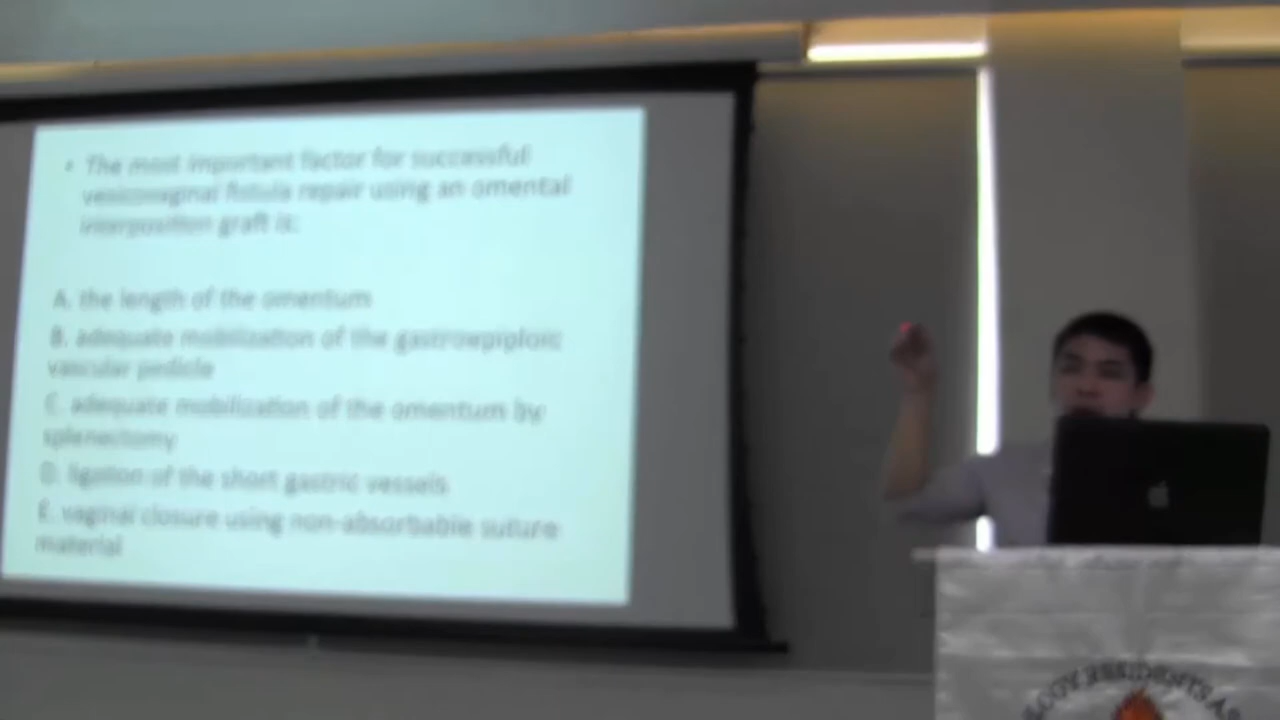 • The most important factor for successful
vesicovaginal fistula repair using an omental
interposition graft is:
A. the length of the omentum
B. adequate mobilization of the gastroepiploic
vascular pedicle
C. adequate mobilization of the omentum by
splenectomy
D. ligation of the short gastric vessels
E. vaginal closure using non-absorbable suture
material
RESIDENTS